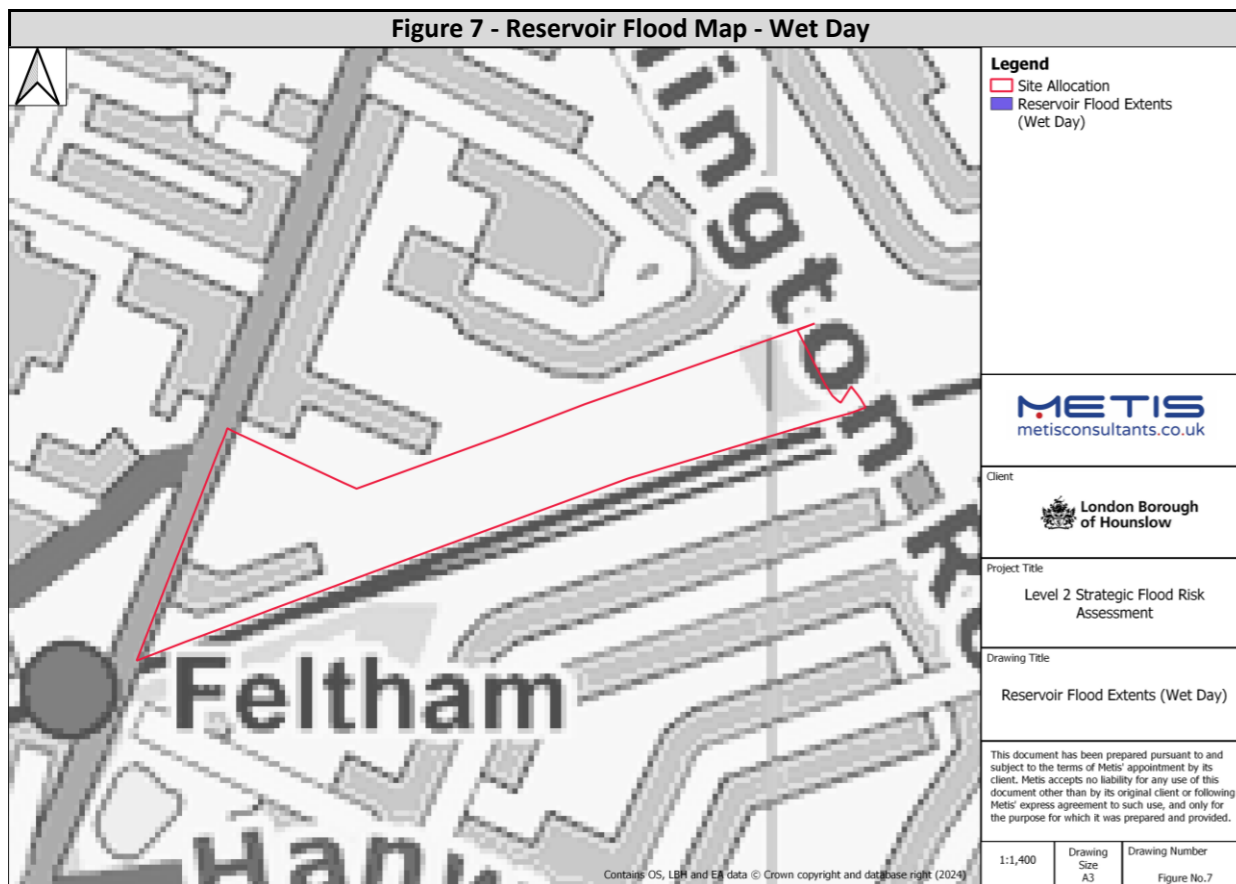 Figure 7 - Reservoir Flood Map - Wet Day
Legend
Site Allocation
Reservoir Flood Extents
(Wet Day)
METIS
metisconsultants.co.uk
Client
London Borough
of Hounslow
Project Title
Level 2 Strategic Flood Risk
Assessment
Drawing Title
Reservoir Flood Extents (Wet Day)
This document has been prepared pursuant to and
subject to the terms of Metis' appointment by its
client. Metis accepts no liability for any use of this
document other than by its original client or following
Metis' express agreement to such use, and only for
the purpose for which it was prepared and provided.
1:1,400
Drawing
Size
A3
Drawing Number
Figure No.7
Feltham
Contains OS, LBH and EA data © Crown copyright and database right (2024)